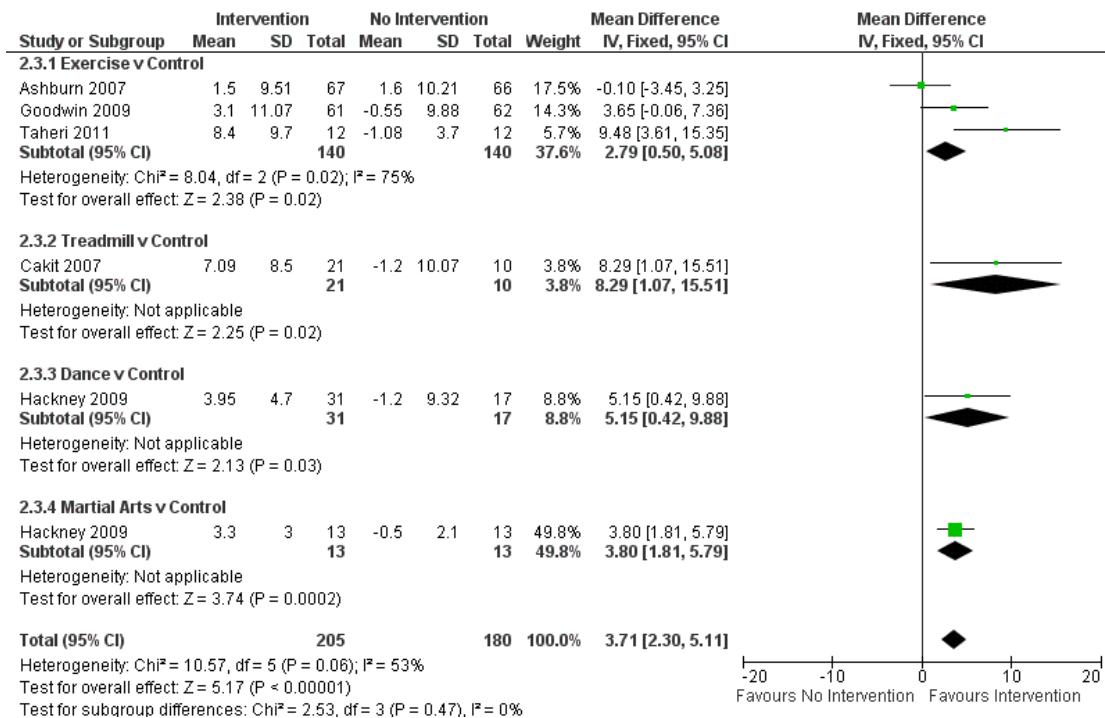 Intervention No Intervention Mean Difference Mean Difference
Study or Subgroup Mean SD Total Mean SD Total Weight IV, Fixed, 95% CI IV, Fixed, 95% CI
2.3.1 Exercise v Control
Ashburn 2007 1.5 9.51 67 1.6 10.21 66 17.5% -0.10 [-3.45, 3.25]
Goodwin 2009 3.1 11.07 61 -0.55 9.88 62 14.3% 3.65 [-0.06, 7.36]
Taheri 2011 8.4 9.7 12 -1.08 3.7 12 5.7% 9.48 [3.61, 15.35]
Subtotal (95% CI) 140 140 37.6% 2.79 [0.50, 5.08]
Heterogeneity: Chi² = 8.04, df = 2 (P = 0.02); I² = 75%
Test for overall effect: Z = 2.38 (P = 0.02)
2.3.2 Treadmill v Control
Cakit 2007 7.09 8.5 21 -1.2 10.07 10 3.8% 8.29 [1.07, 15.51]
Subtotal (95% CI) 21 10 3.8% 8.29 [1.07, 15.51]
Heterogeneity: Not applicable
Test for overall effect: Z = 2.25 (P = 0.02)
2.3.3 Dance v Control
Hackney 2009 3.95 4.7 31 -1.2 9.32 17 8.8% 5.15 [0.42, 9.88]
Subtotal (95% CI) 31 17 8.8% 5.15 [0.42, 9.88]
Heterogeneity: Not applicable
Test for overall effect: Z = 2.13 (P = 0.03)
2.3.4 Martial Arts v Control
Hackney 2009 3.3 3 13 -0.5 2.1 13 49.8% 3.80 [1.81, 5.79]
Subtotal (95% CI) 13 13 49.8% 3.80 [1.81, 5.79]
Heterogeneity: Not applicable
Test for overall effect: Z = 3.74 (P = 0.0002)
Total (95% CI) 205 180 100.0% 3.71 [2.30, 5.11]
Heterogeneity: Chi² = 10.57, df = 5 (P = 0.06); I² = 53%
Test for overall effect: Z = 5.17 (P < 0.00001)
Test for subgroup differences: Chi² = 2.53, df = 3 (P = 0.47), I² = 0%
-20 -10 0 10 20
Favours No Intervention Favours Intervention